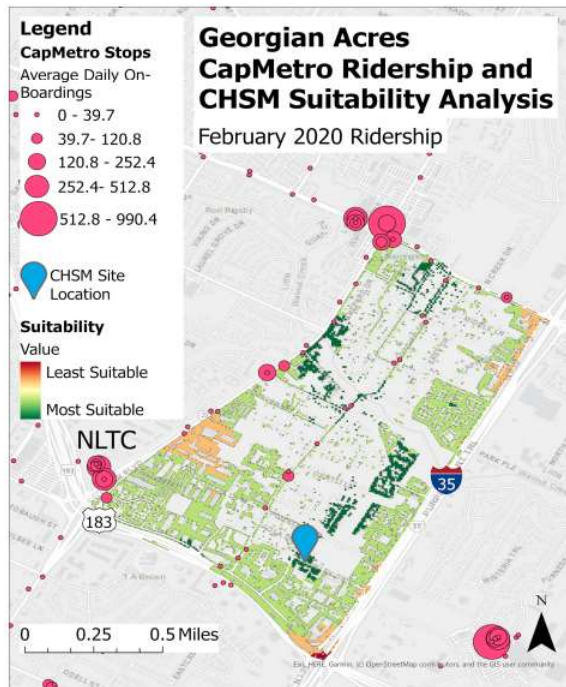 Legend
CapMetro Stops
Average Daily On-
Boardings
0 - 39.7
39.7- 120.8
120.8 - 252.4
252.4- 512.8
512.8 - 990.4
CHSM Site
Location
Suitability
Value
Least Suitable
Most Suitable
Georgian Acres
CapMetro Ridership and
CHSM Suitability Analysis
February 2020 Ridership
NLTC
183
183
35
T A Brown
N
0 0.25 0.5 Miles
Esri, HERE, Garmin, (c) OpenStreetMap contributors, and the GIS user community